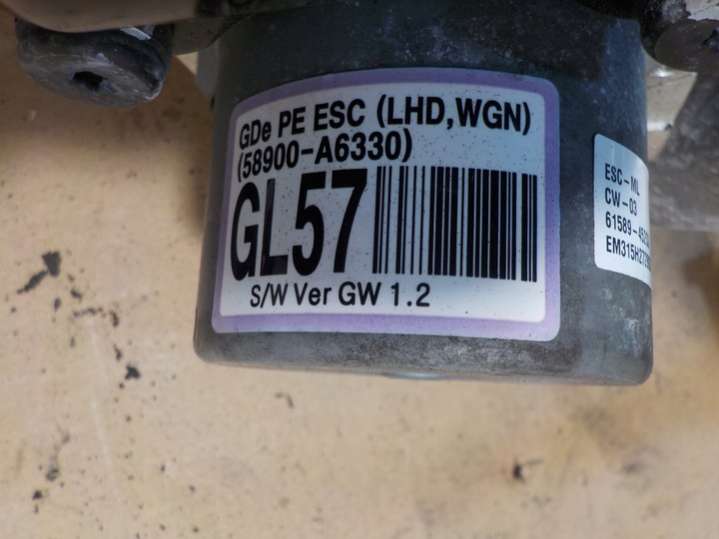 GDe PE ESC (LHD,WGN)
(58900-A6330)
GL57
S/W Ver GW 1.2
ESC-ML
CW-03